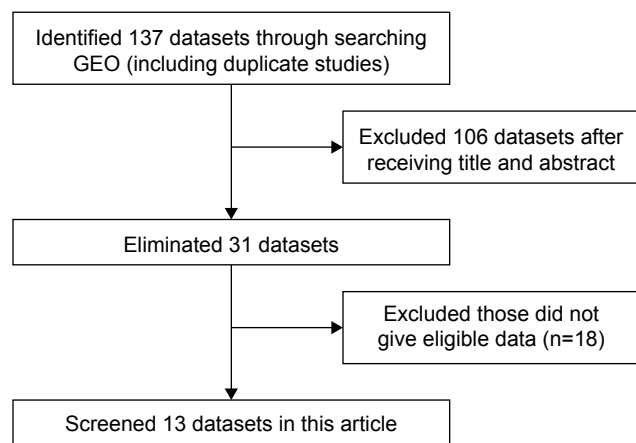 Identified 137 datasets through searching
GEO (including duplicate studies)
Excluded 106 datasets after
receiving title and abstract
Eliminated 31 datasets
Excluded those did not
give eligible data (n=18)
Screened 13 datasets in this article